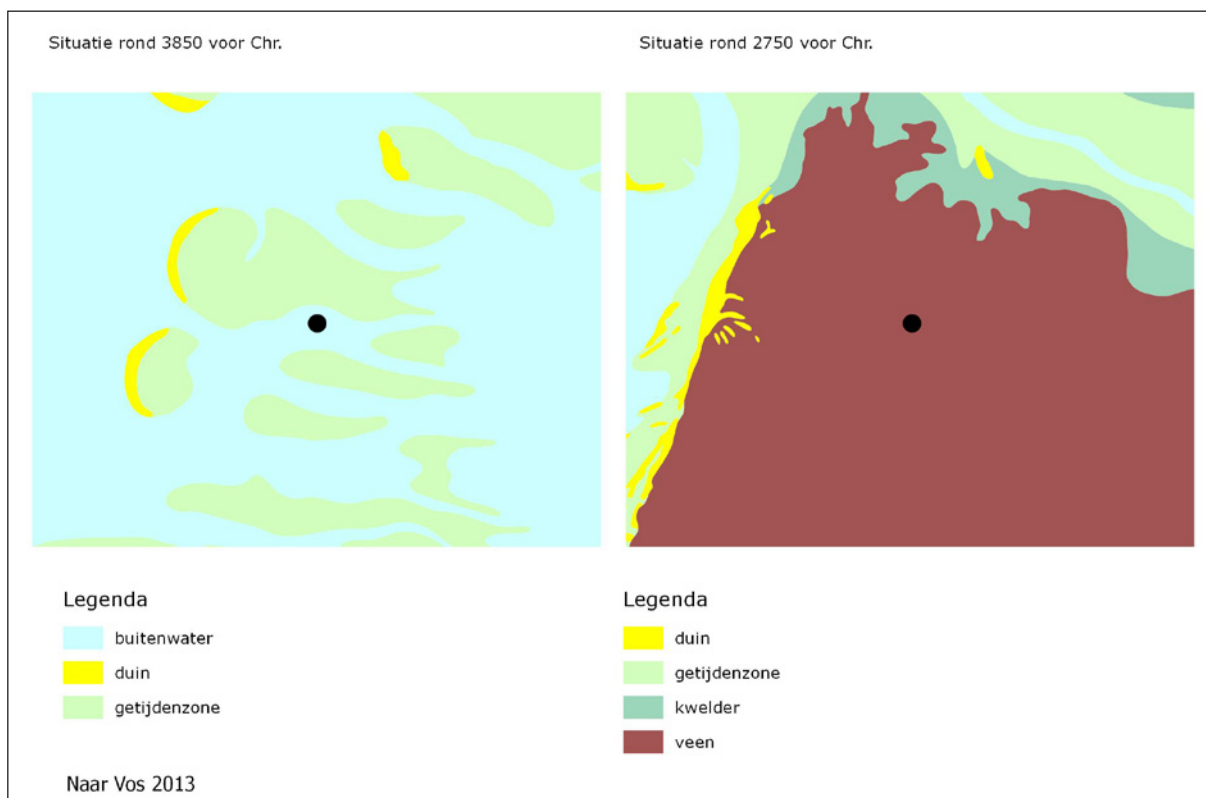 Situatie rond 3850 voor Chr.
Situatie rond 2750 voor Chr.
Legenda
buitenwater
duin
getijdenzone
Legenda
duin
getijdenzone
kwelder
veen
Naar Vos 2013